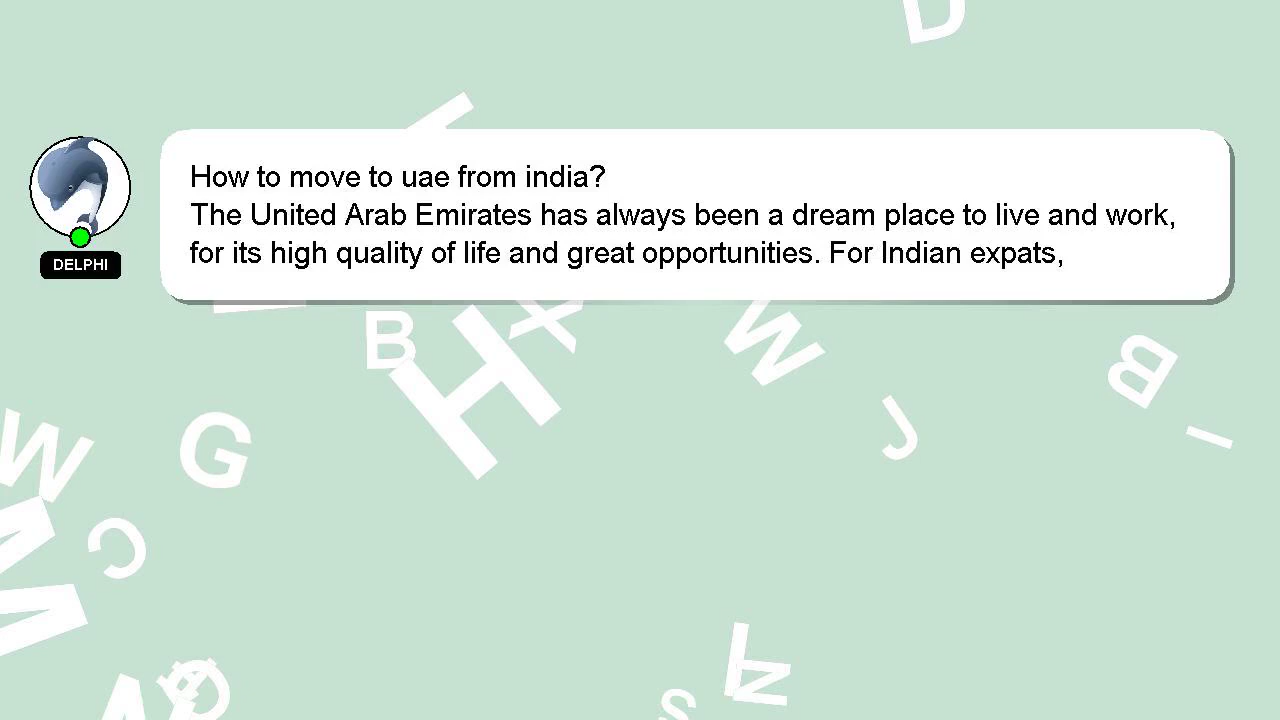 How to move to uae from india?
The United Arab Emirates has always been a dream place to live and work,
for its high quality of life and great opportunities. For Indian expats,
DELPHI
D
B
H
X
W
B
J
I
W
G
C
S
Z